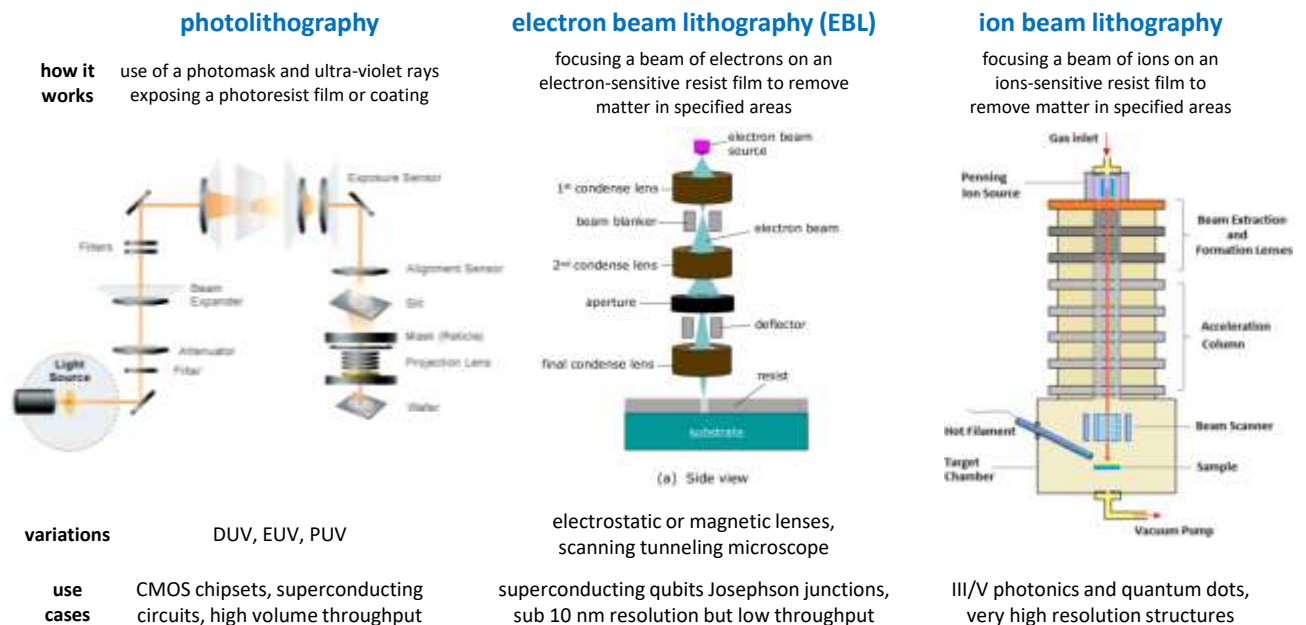 photolithography
electron beam lithography (EBL)
ion beam lithography
how it
works
use of a photomask and ultra-violet rays
exposing a photoresist film or coating
focusing a beam of electrons on an
electron-sensitive resist film to remove
matter in specified areas
focusing a beam of ions on an
ions-sensitive resist film to
remove matter in specified areas
Exposure Sensor
Filters
Beam
Expander
Alignment Sensor
Slit
Mask (Reticle)
Attenuator
Projection Lens
Light
Source
Filter
Wafer
electron beam
source
1st condense lens
beam blanker
electron beam
2nd condense lens
aperture
deflector
final condense lens
resist
substrate
(a) Side view
Gas inlet
Penning
Ion Source
Beam Extraction
and
Formation Lenses
Acceleration
Column
Hot Filament
Beam Scanner
Target
Chamber
Sample
Vacuum Pump
variations
DUV, EUV, PUV
electrostatic or magnetic lenses,
scanning tunneling microscope
use
cases
CMOS chipsets, superconducting
circuits, high volume throughput
superconducting qubits Josephson junctions,
sub 10 nm resolution but low throughput
III/V photonics and quantum dots,
very high resolution structures